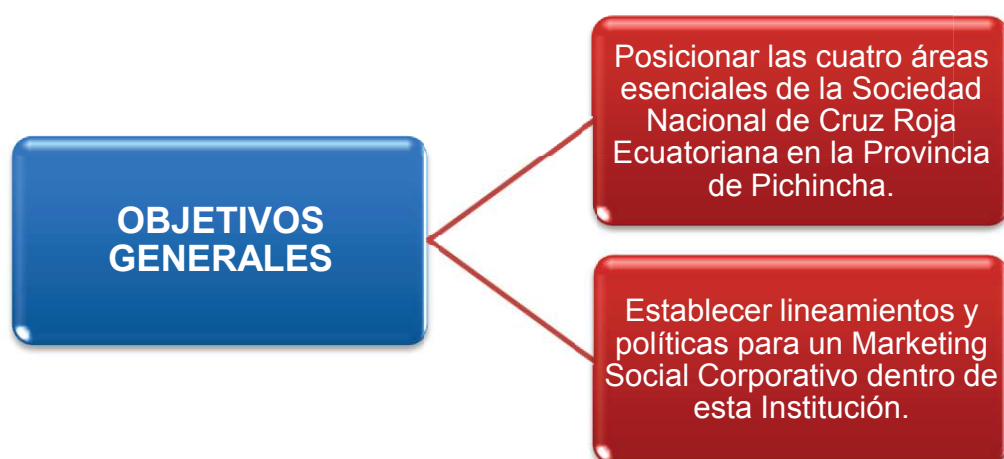 OBJETIVOS
GENERALES
Posicionar las cuatro áreas
esenciales de la Sociedad
Nacional de Cruz Roja
Ecuatoriana en la Provincia
de Pichincha.
Establecer lineamientos y
políticas para un Marketing
Social Corporativo dentro de
esta Institución.